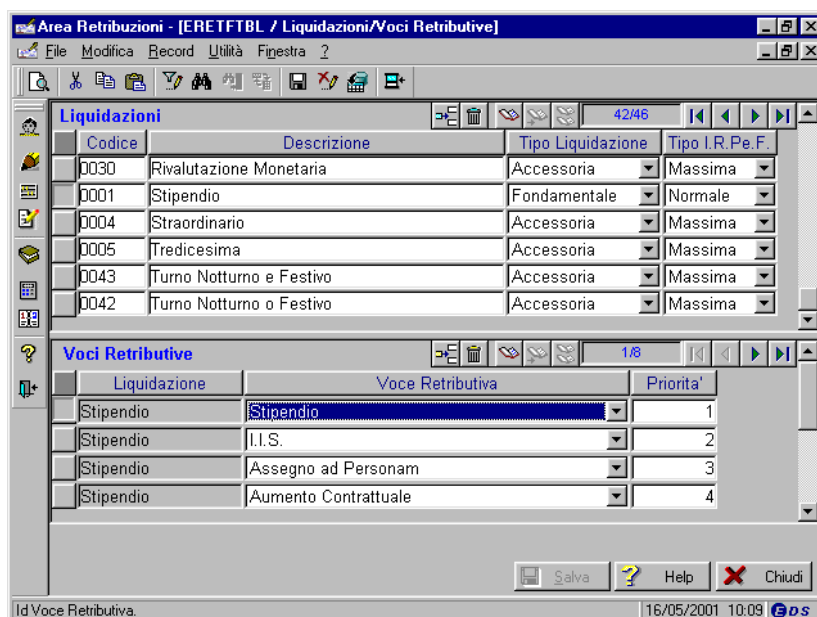 Area Retribuzioni - [ERETFTBL / Liquidazioni/Voci Retributive]
File Modifica Record Utilità Finestra ?
Liquidazioni 42/46
Codice Descrizione Tipo Liquidazione Tipo I.R.Pe.F.
0030 Rivalutazione Monetaria Accessoria Massima
0001 Stipendio Fondamentale Normale
0004 Straordinario Accessoria Massima
0005 Tredicesima Accessoria Massima
0043 Turno Notturno e Festivo Accessoria Massima
0042 Turno Notturno o Festivo Accessoria Massima
Voci Retributive 1/8
Liquidazione Voce Retributiva Priorita'
Stipendio Stipendio 1
Stipendio I.I.S. 2
Stipendio Assegno ad Personam 3
Stipendio Aumento Contrattuale 4
Salva Help Chiudi
Id Voce Retributiva. 16/05/2001 10:09 EDS